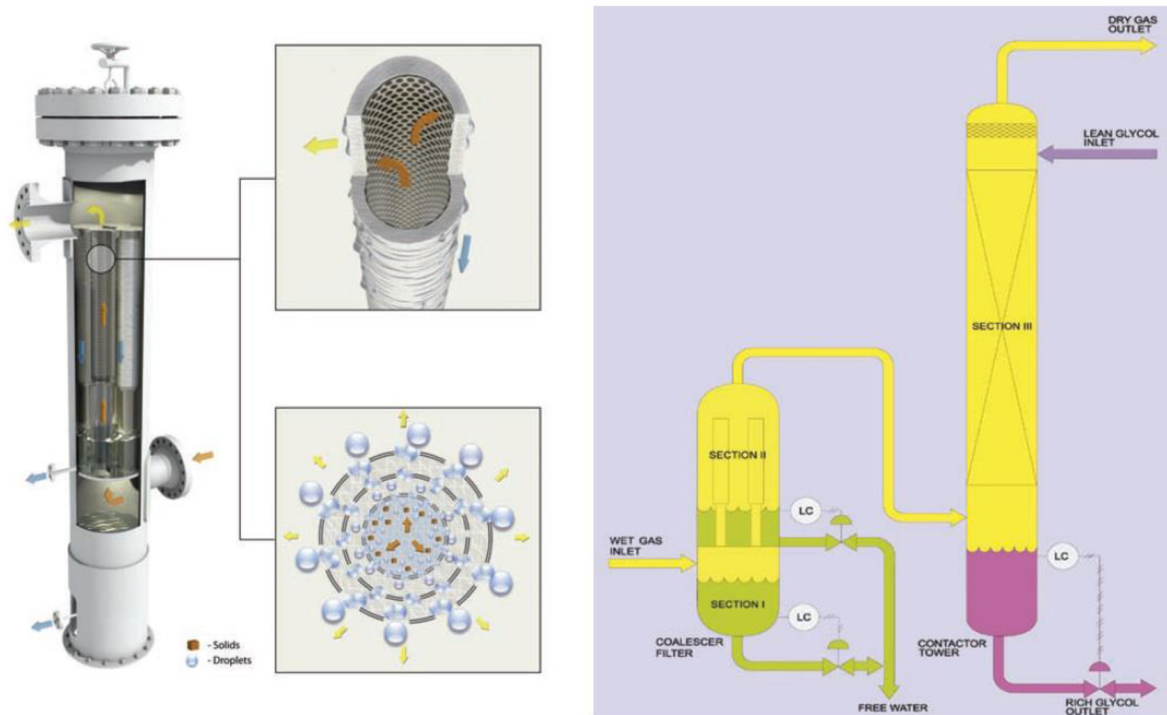 - Solids
- Droplets
DRY GAS
OUTLET
LEAN GLYCOL
INLET
SECTION III
SECTION II
LC
WET GAS
INLET
LC
SECTION I
LC
COALESCER
FILTER
CONTACTOR
TOWER
FREE WATER
RICH GLYCOL
OUTLET